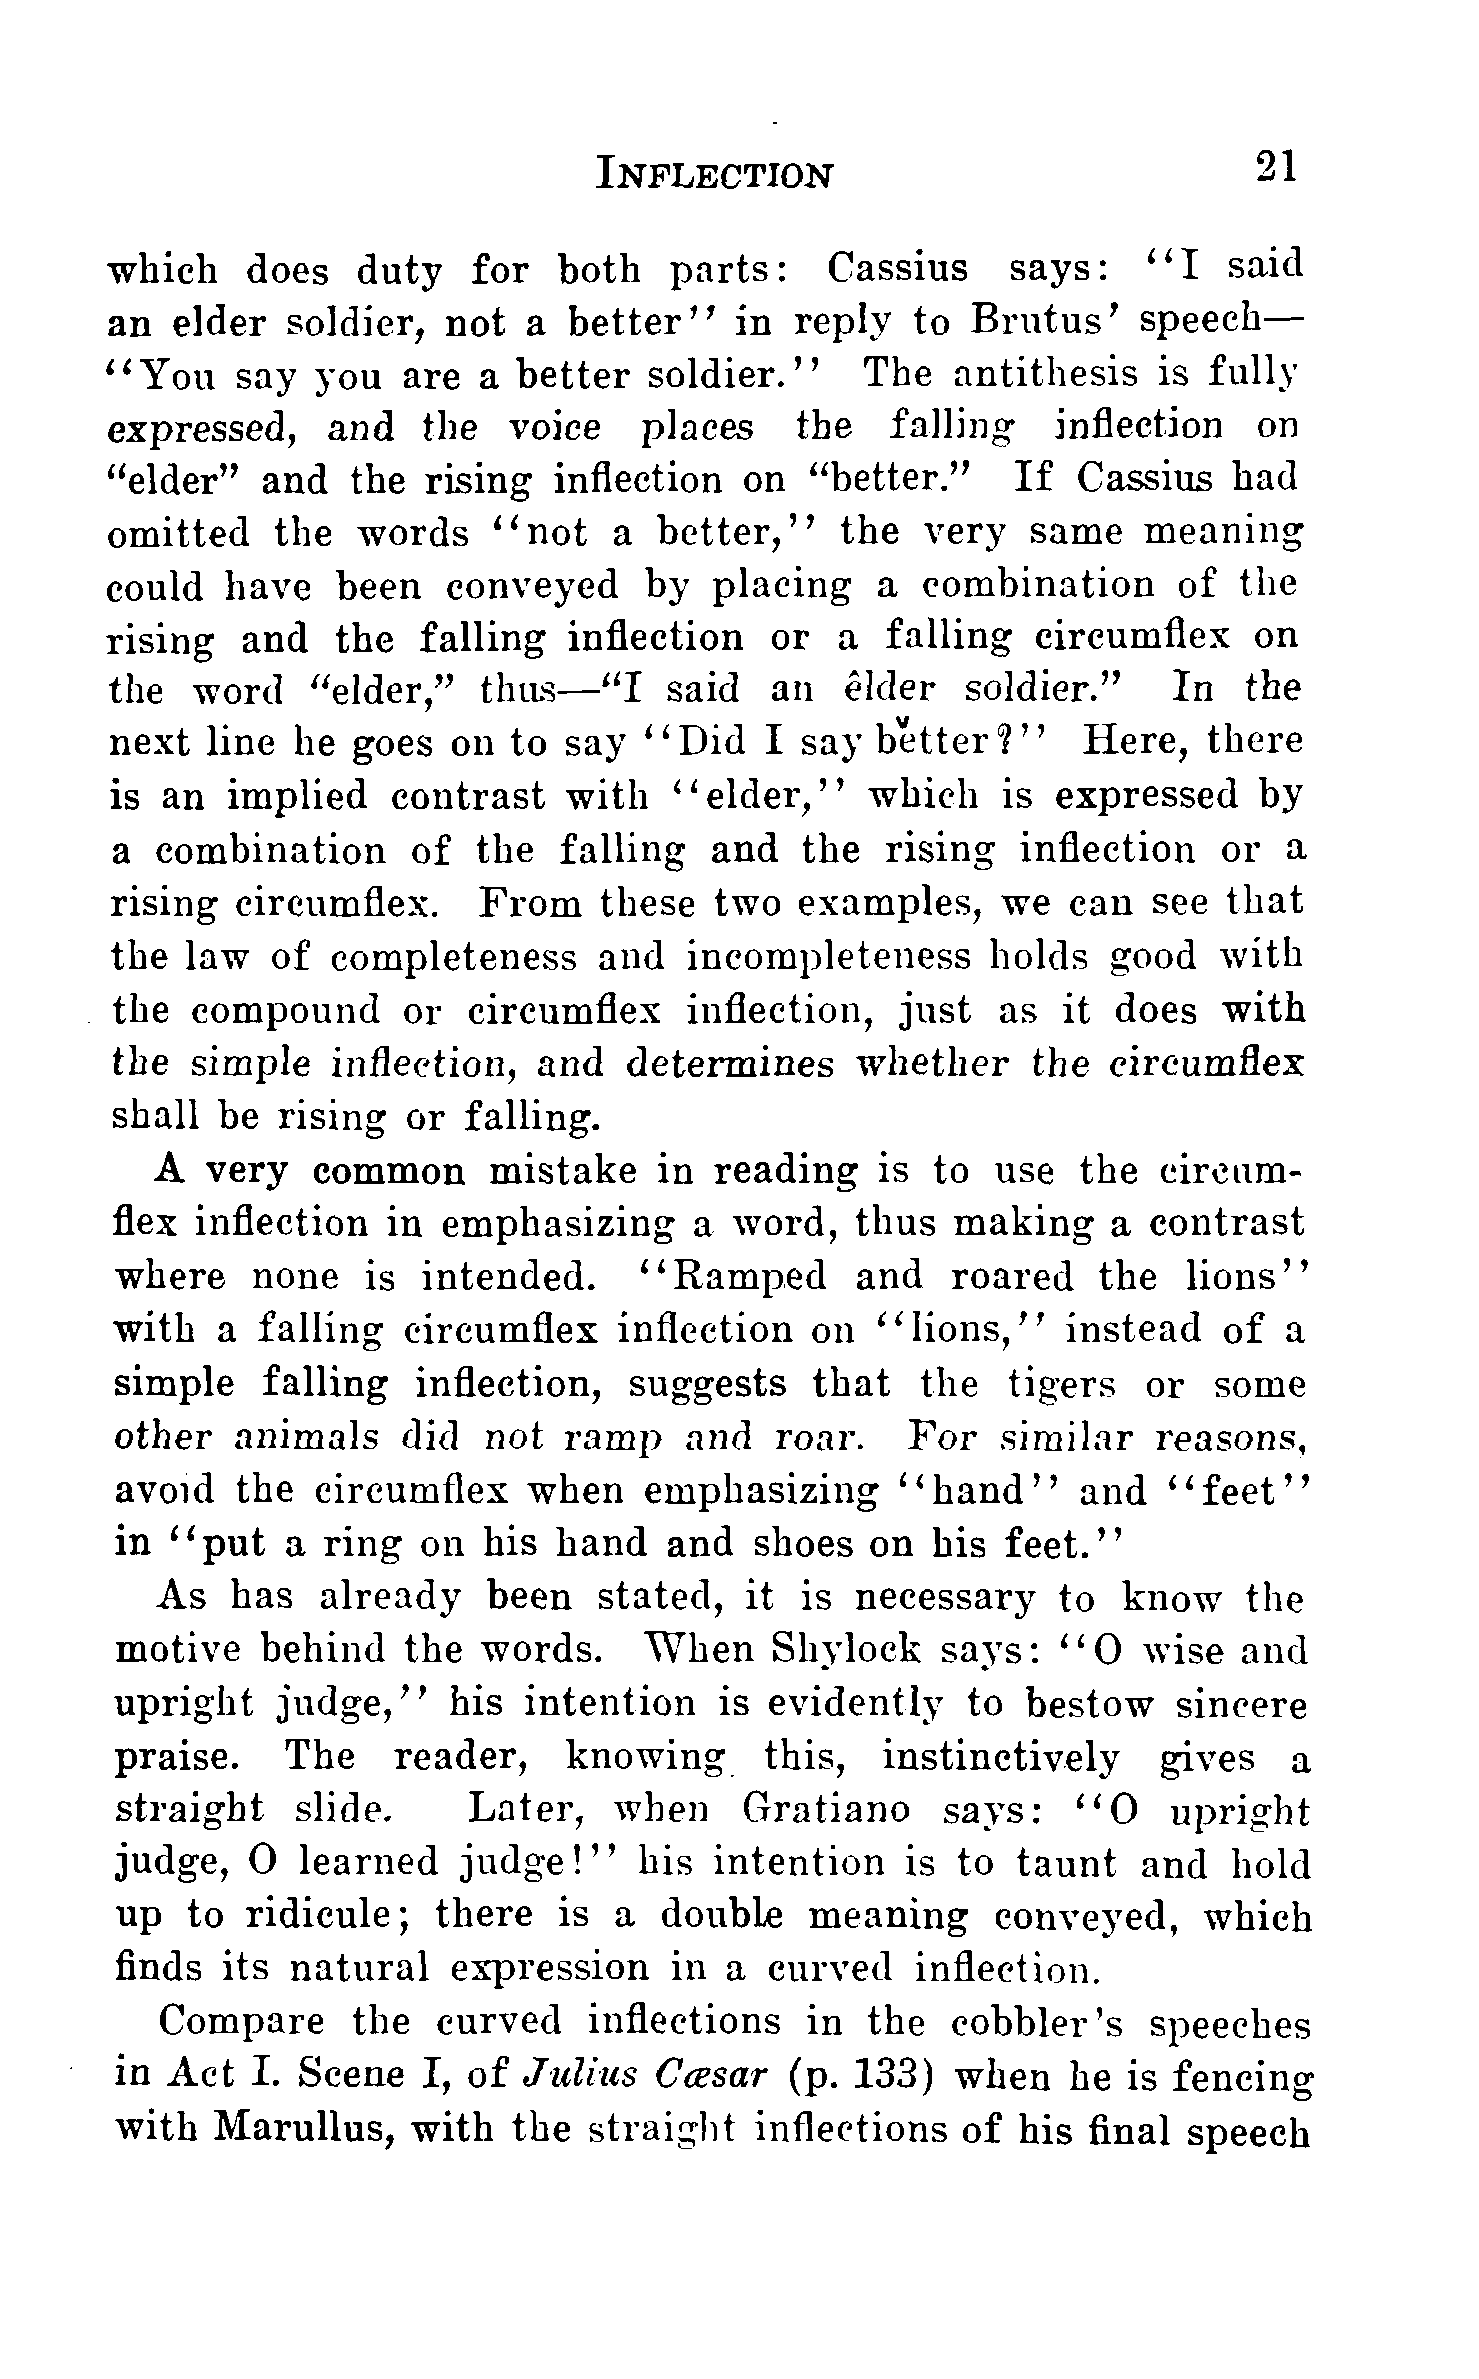 INFLECTION 21
which does duty for both parts: Cassius says: "I said
an elder soldier, not a better" in reply to Brutus' speech—
"You say you are a better soldier." The antithesis is fully
expressed, and the voice places the falling inflection on
"elder" and the rising inflection on "better." If Cassius had
omitted the words "not a better," the very same meaning
could have been conveyed by placing a combination of the
rising and the falling inflection or a falling circumflex on
the word "elder," thus—"I said an êlder soldier." In the
next line he goes on to say "Did I say bětter?" Here, there
is an implied contrast with "elder," which is expressed by
a combination of the falling and the rising inflection or a
rising circumflex. From these two examples, we can see that
the law of completeness and incompleteness holds good with
the compound or circumflex inflection, just as it does with
the simple inflection, and determines whether the circumflex
shall be rising or falling.
A very common mistake in reading is to use the circum-
flex inflection in emphasizing a word, thus making a contrast
where none is intended. "Ramped and roared the lions"
with a falling circumflex inflection on "lions," instead of a
simple falling inflection, suggests that the tigers or some
other animals did not ramp and roar. For similar reasons,
avoid the circumflex when emphasizing "hand" and "feet"
in "put a ring on his hand and shoes on his feet."
As has already been stated, it is necessary to know the
motive behind the words. When Shylock says: "O wise and
upright judge," his intention is evidently to bestow sincere
praise. The reader, knowing this, instinctively gives a
straight slide. Later, when Gratiano says: "O upright
judge, O learned judge!" his intention is to taunt and hold
up to ridicule; there is a double meaning conveyed, which
finds its natural expression in a curved inflection.
Compare the curved inflections in the cobbler's speeches
in Act I. Scene I, of Julius Cæsar (p. 133) when he is fencing
with Marullus, with the straight inflections of his final speech